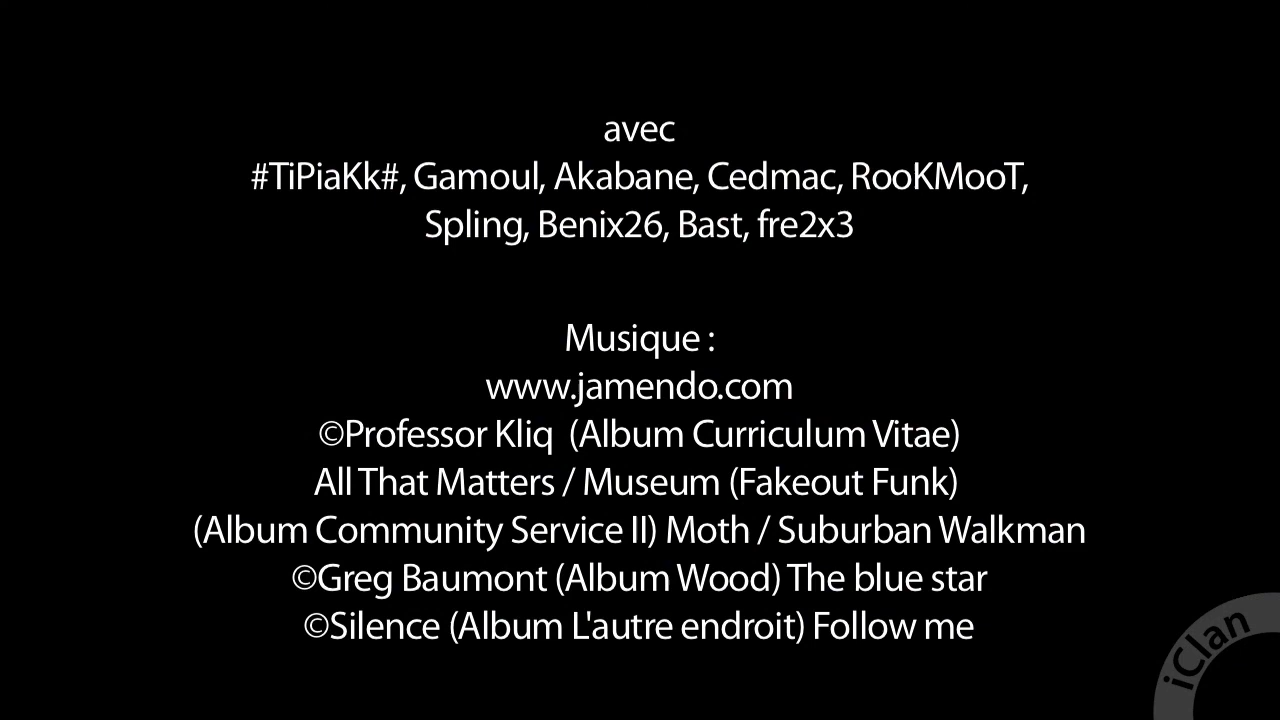 avec
#TiPiaKk#, Gamoul, Akabane, Cedmac, RooKMooT,
Spling, Benix26, Bast, fre2x3
Musique :
www.jamendo.com
©Professor Kliq  (Album Curriculum Vitae)
All That Matters / Museum (Fakeout Funk)
(Album Community Service II) Moth / Suburban Walkman
©Greg Baumont (Album Wood) The blue star
©Silence (Album L'autre endroit) Follow me
iClan